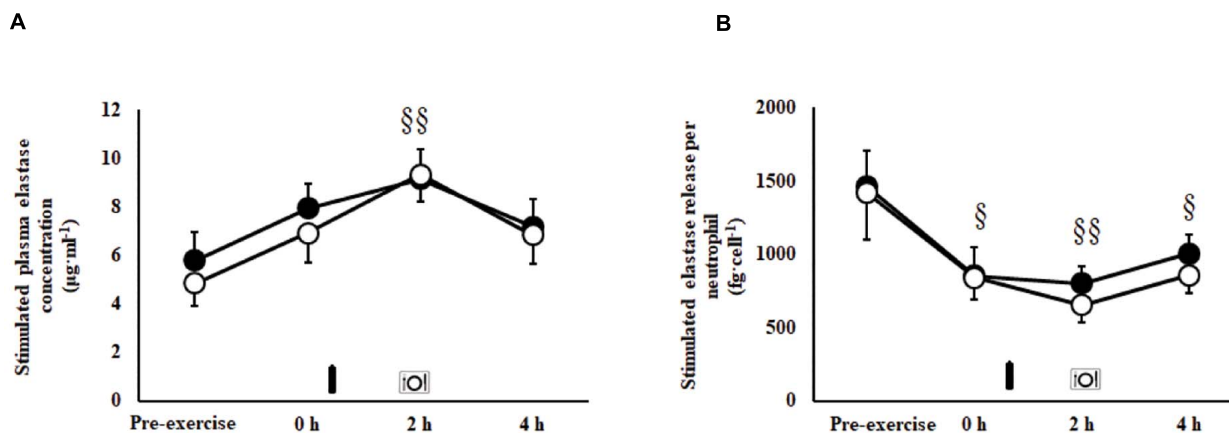 A
Stimulated plasma elastase
concentration
(µg·ml⁻¹)
12
10
8
6
4
2
0
§§
Pre-exercise 0 h 2 h 4 h
B
Stimulated elastase release per
neutrophil
(fg·cell⁻¹)
2000
1500
1000
500
0
§
§§
§
Pre-exercise 0 h 2 h 4 h